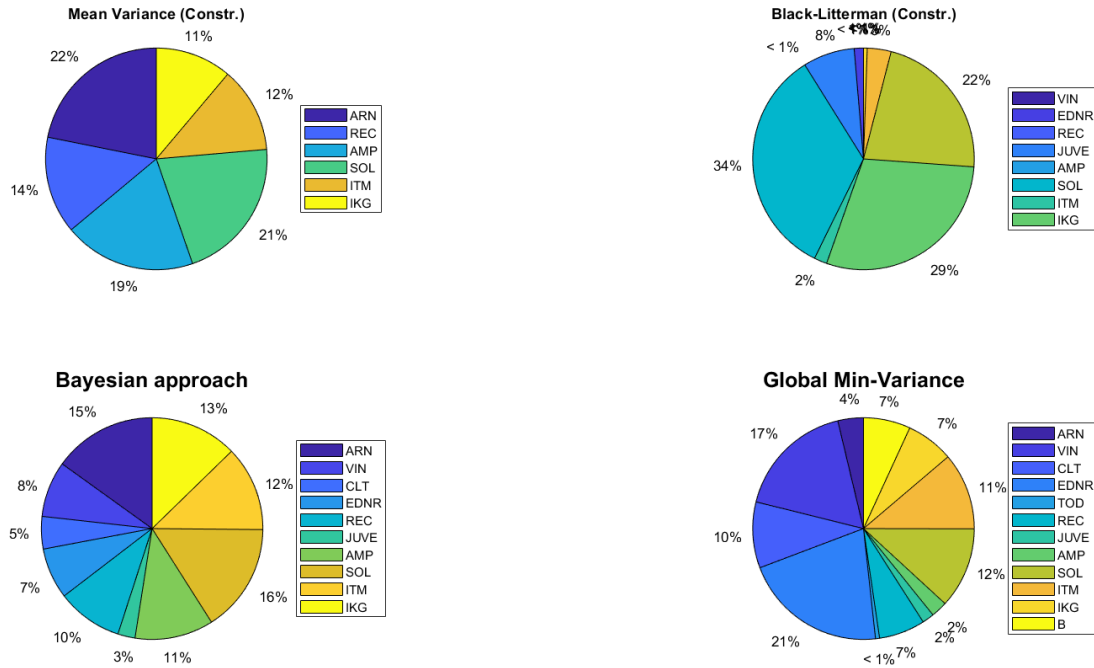 Mean Variance (Constr.)
22%
11%
12%
21%
19%
14%
ARN
REC
AMP
SOL
ITM
IKG
Black-Litterman (Constr.)
8%
< 1%
34%
2%
29%
22%
VIN
EDNR
REC
JUVE
AMP
SOL
ITM
IKG
Bayesian approach
15%
13%
12%
16%
11%
3%
10%
7%
5%
8%
ARN
VIN
CLT
EDNR
REC
JUVE
AMP
SOL
ITM
IKG
Global Min-Variance
4%
7%
7%
11%
12%
2%
2%
7%
< 1%
21%
10%
17%
ARN
VIN
CLT
EDNR
TOD
REC
JUVE
AMP
SOL
ITM
IKG
B